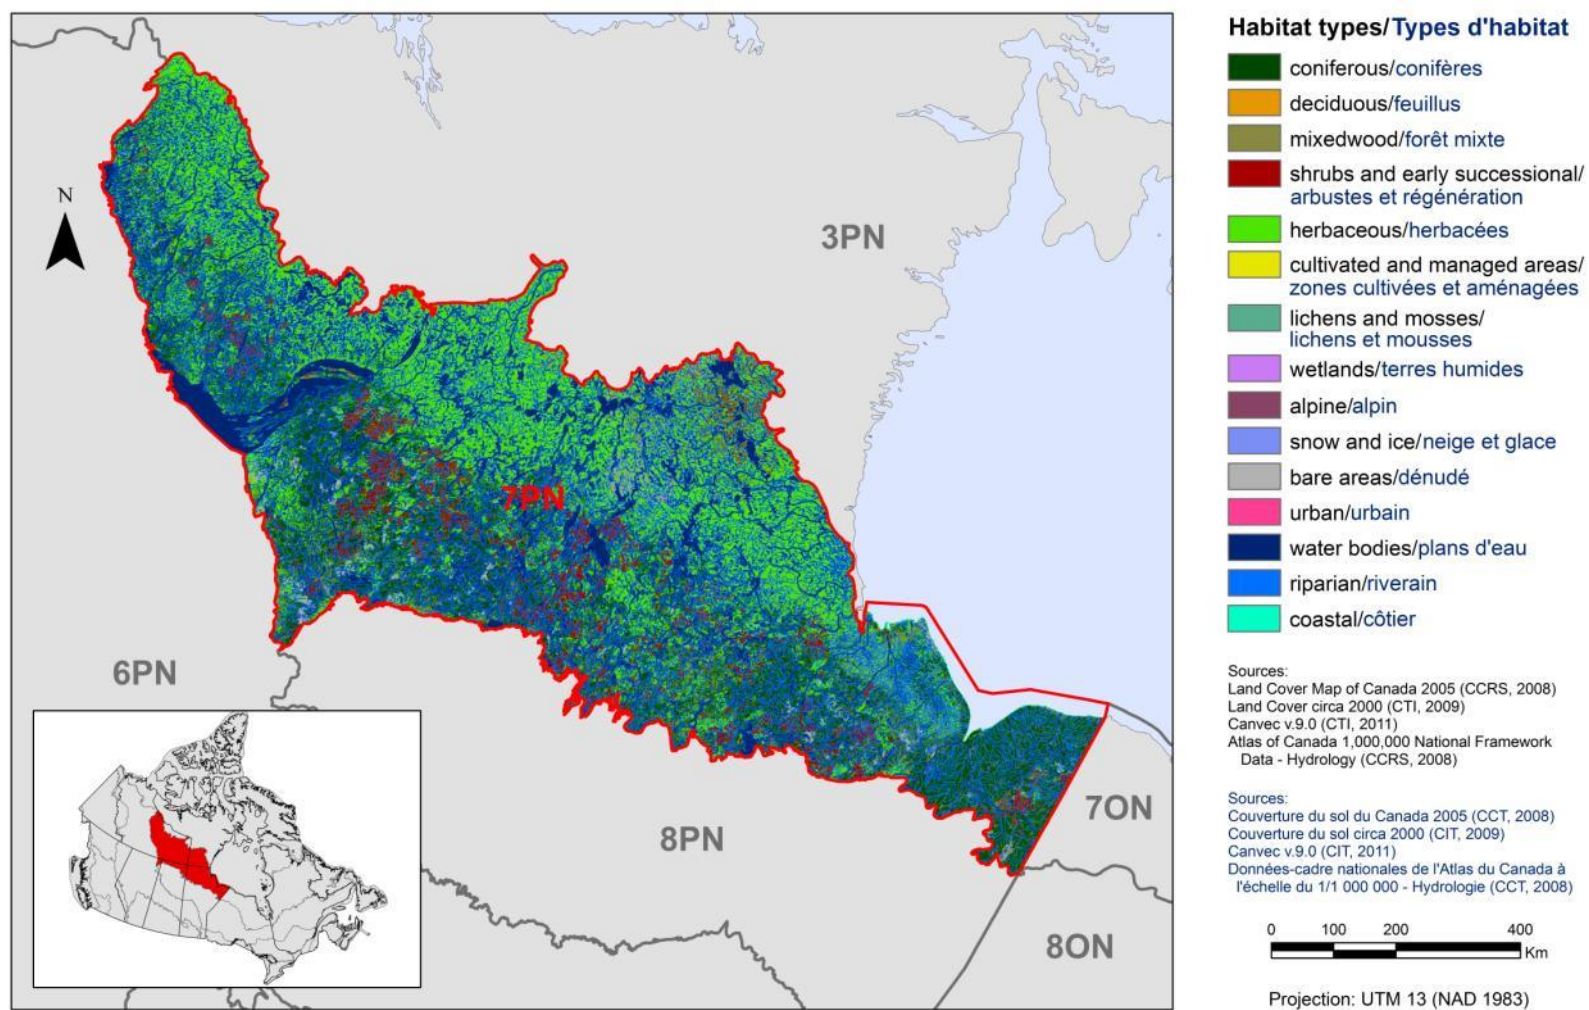 N
3PN
7PN
6PN
8PN
7ON
8ON
Habitat types/Types d'habitat
coniferous/conifères
deciduous/feuillus
mixedwood/forêt mixte
shrubs and early successional/
arbustes et régénération
herbaceous/herbacées
cultivated and managed areas/
zones cultivées et aménagées
lichens and mosses/
lichens et mousses
wetlands/terres humides
alpine/alpin
snow and ice/neige et glace
bare areas/dénudé
urban/urbain
water bodies/plans d'eau
riparian/riverain
coastal/côtier
Sources:
Land Cover Map of Canada 2005 (CCRS, 2008)
Land Cover circa 2000 (CTI, 2009)
Canvec v.9.0 (CTI, 2011)
Atlas of Canada 1,000,000 National Framework
Data - Hydrology (CCRS, 2008)
Sources:
Couverture du sol du Canada 2005 (CCT, 2008)
Couverture du sol circa 2000 (CIT, 2009)
Canvec v.9.0 (CIT, 2011)
Données-cadre nationales de l'Atlas du Canada à
l'échelle du 1/1 000 000 - Hydrologie (CCT, 2008)
0 100 200 400
Km
Projection: UTM 13 (NAD 1983)